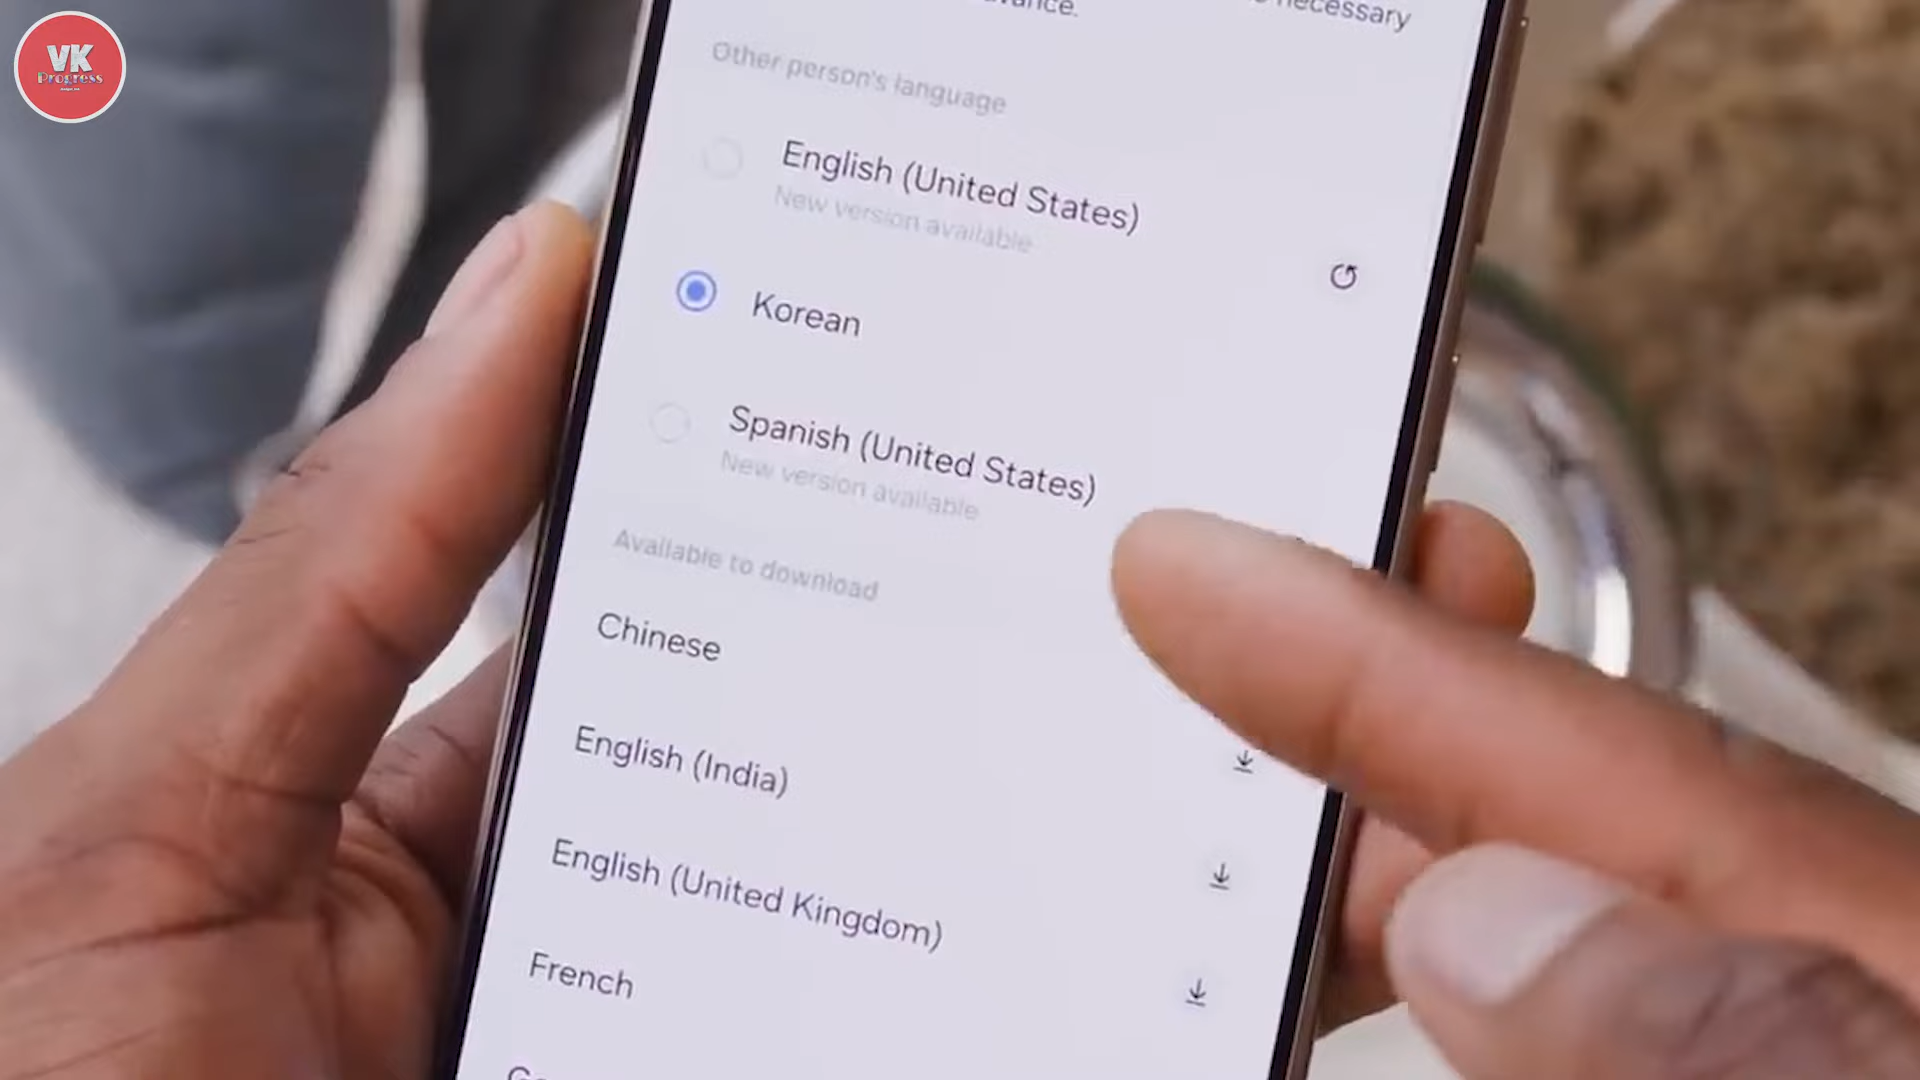 VK
Progress
necessary
Other person's language
English (United States)
New version available
Korean
Spanish (United States)
New version available
Available to download
Chinese
English (India)
English (United Kingdom)
French